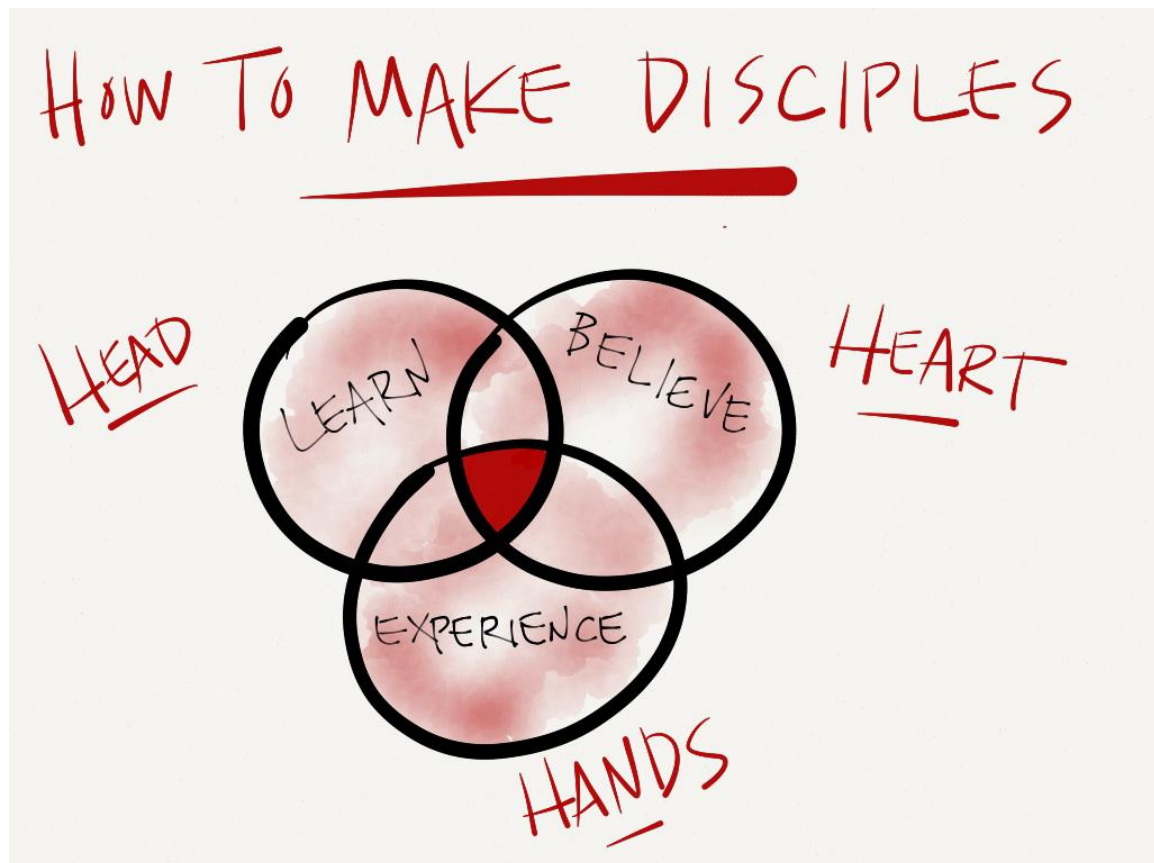 HOW TO MAKE DISCIPLES
HEAD
LEARN
BELIEVE
HEART
EXPERIENCE
HANDS